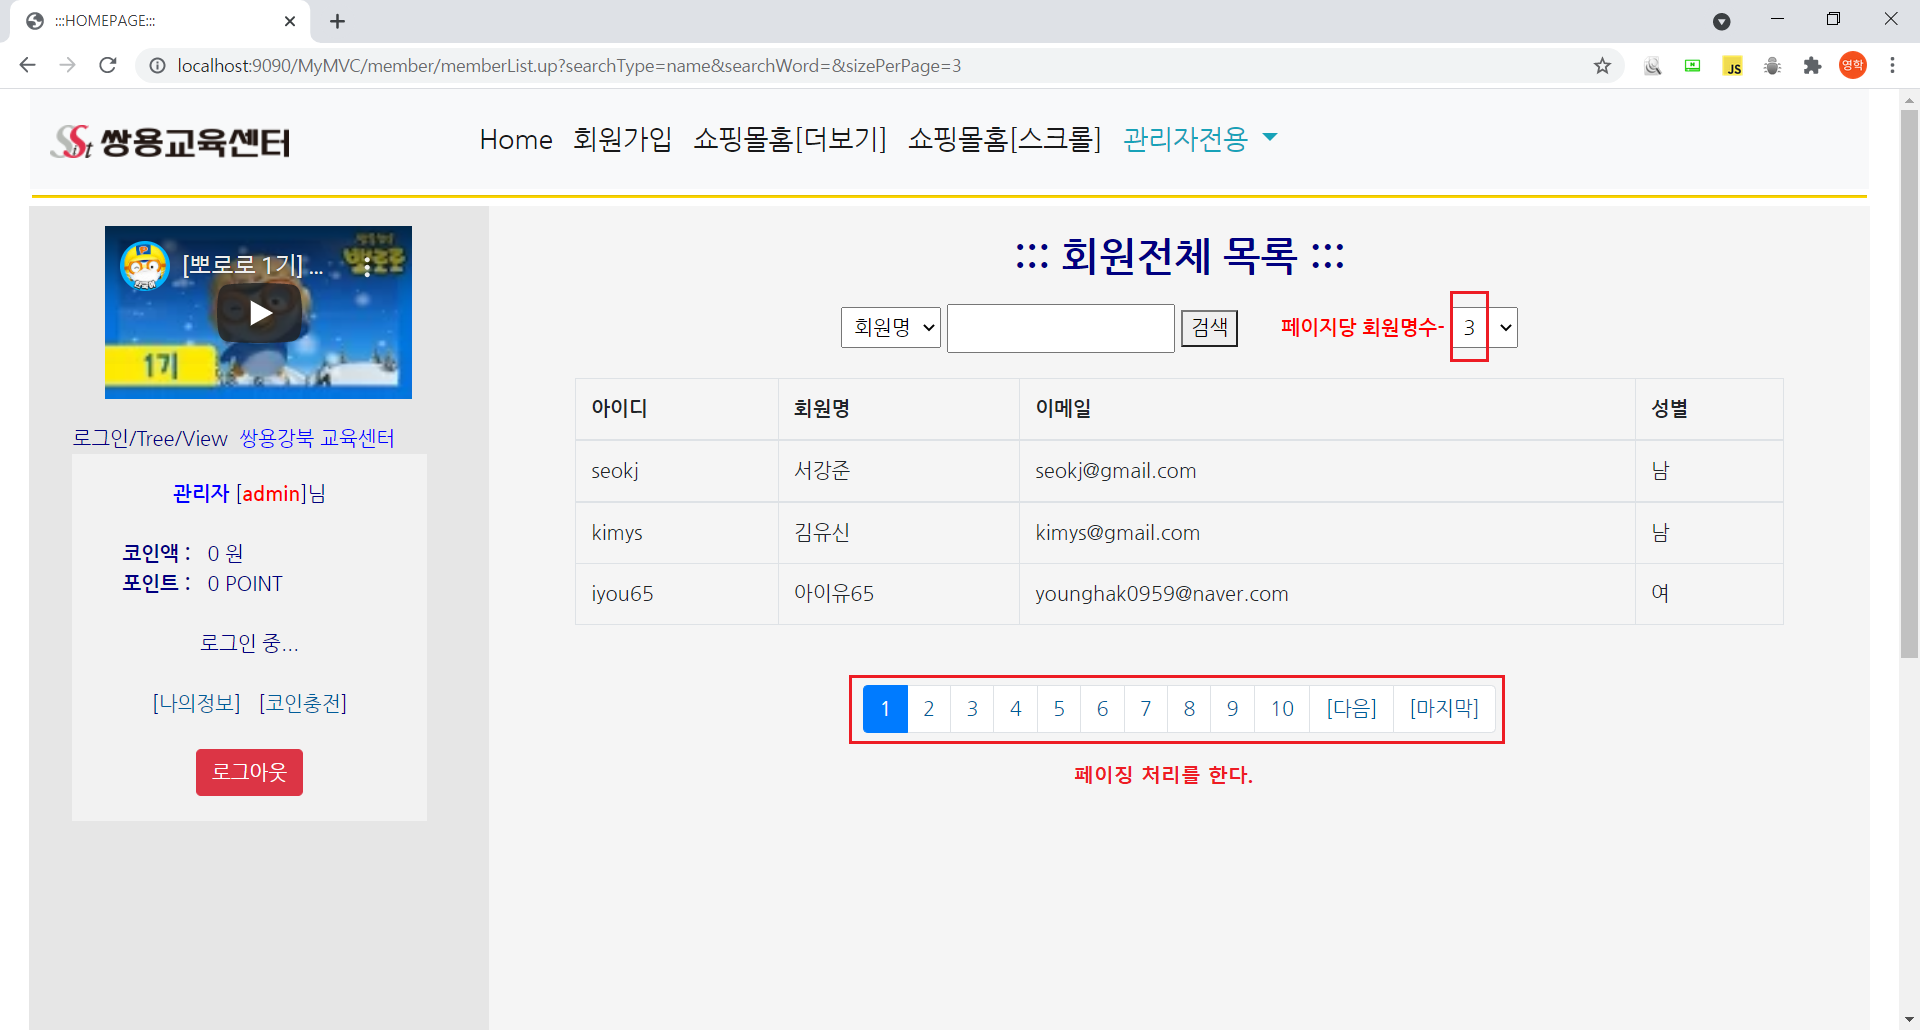 :::HOMEPAGE:::
localhost:9090/MyMVC/member/memberList.up?searchType=name&searchWord=&sizePerPage=3
JS
영학
SSit 쌍용교육센터
Home 회원가입 쇼핑몰홈[더보기] 쇼핑몰홈[스크롤] 관리자전용
[뽀로로 1기] ...
뽀로로
1기
로그인/Tree/View 쌍용강북 교육센터
관리자 [admin]님
코인액 : 0 원
포인트 : 0 POINT
로그인 중...
[나의정보] [코인충전]
로그아웃
::: 회원전체 목록 :::
회원명 검색 페이지당 회원명수- 3
아이디 회원명 이메일 성별
seokj 서강준 seokj@gmail.com 남
kimys 김유신 kimys@gmail.com 남
iyou65 아이유65 younghak0959@naver.com 여
1 2 3 4 5 6 7 8 9 10 [다음] [마지막]
페이징 처리를 한다.